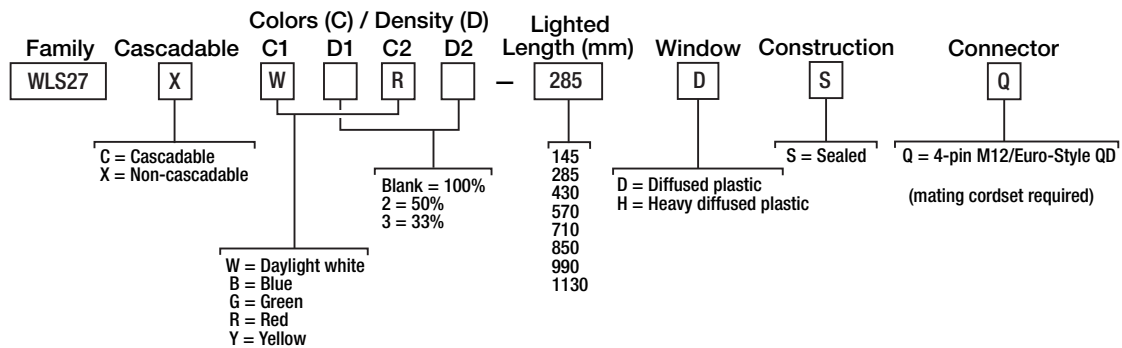 Colors (C) / Density (D)
Family Cascadable C1 D1 C2 D2 Lighted Length (mm) Window Construction Connector
WLS27 X W R – 285 D S Q
C = Cascadable
X = Non-cascadable
Blank = 100%
2 = 50%
3 = 33%
W = Daylight white
B = Blue
G = Green
R = Red
Y = Yellow
145
285
430
570
710
850
990
1130
D = Diffused plastic
H = Heavy diffused plastic
S = Sealed
Q = 4-pin M12/Euro-Style QD
(mating cordset required)